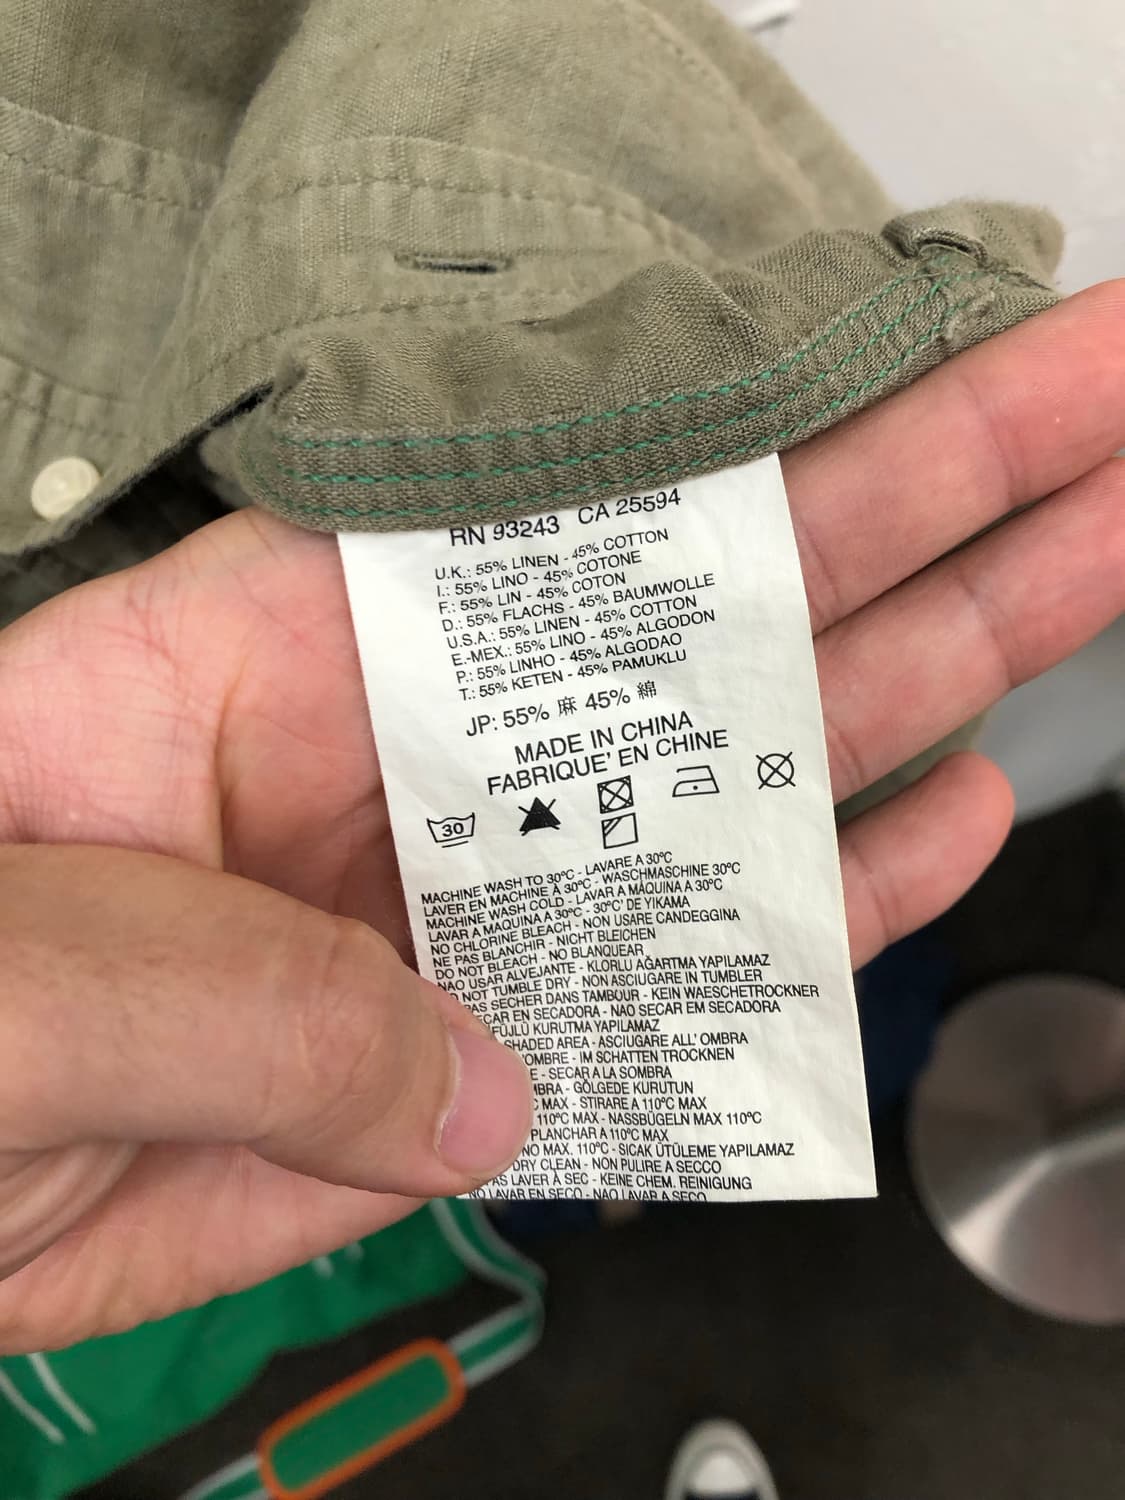 RN 93243 CA 25594
U.K.: 55% LINEN - 45% COTTON
I.: 55% LINO - 45% COTONE
F.: 55% LIN - 45% COTON
D.: 55% FLACHS - 45% BAUMWOLLE
U.S.A.: 55% LINEN - 45% COTTON
E.-MEX.: 55% LINO - 45% ALGODON
P.: 55% LINHO - 45% ALGODAO
T.: 55% KETEN - 45% PAMUKLU
JP: 55% 麻 45% 綿
MADE IN CHINA
FABRIQUE' EN CHINE
30
MACHINE WASH TO 30°C - LAVARE A 30°C
LAVER EN MACHINE À 30°C - WASCHMASCHINE 30°C
MACHINE WASH COLD - LAVAR A MÁQUINA A 30°C
LAVAR A MAQUINA A 30°C - 30°C' DE YIKAMA
NO CHLORINE BLEACH - NON USARE CANDEGGINA
NE PAS BLANCHIR - NICHT BLEICHEN
DO NOT BLEACH - NO BLANQUEAR
NAO USAR ALVEJANTE - KLORLU AĞARTMA YAPILAMAZ
NOT TUMBLE DRY - NON ASCIUGARE IN TUMBLER
PAS SECHER DANS TAMBOUR - KEIN WAESCHETROCKNER
CAR EN SECADORA - NAO SECAR EM SECADORA
KURUTMA YAPILAMAZ
SHADED AREA - ASCIUGARE ALL' OMBRA
OMBRE - IM SCHATTEN TROCKNEN
E - SECAR A LA SOMBRA
MBRA - GÖLGEDE KURUTUN
C MAX - STIRARE A 110°C MAX
110°C MAX - NASSBÜGELN MAX 110°C
PLANCHAR A 110°C MAX
NO MAX. 110°C - SICAK ÜTÜLEME YAPILAMAZ
DRY CLEAN - NON PULIRE A SECCO
PAS LAVER À SEC - KEINE CHEM. REINIGUNG
NO LAVAR EN SECO - NAO LAVAR A SECO